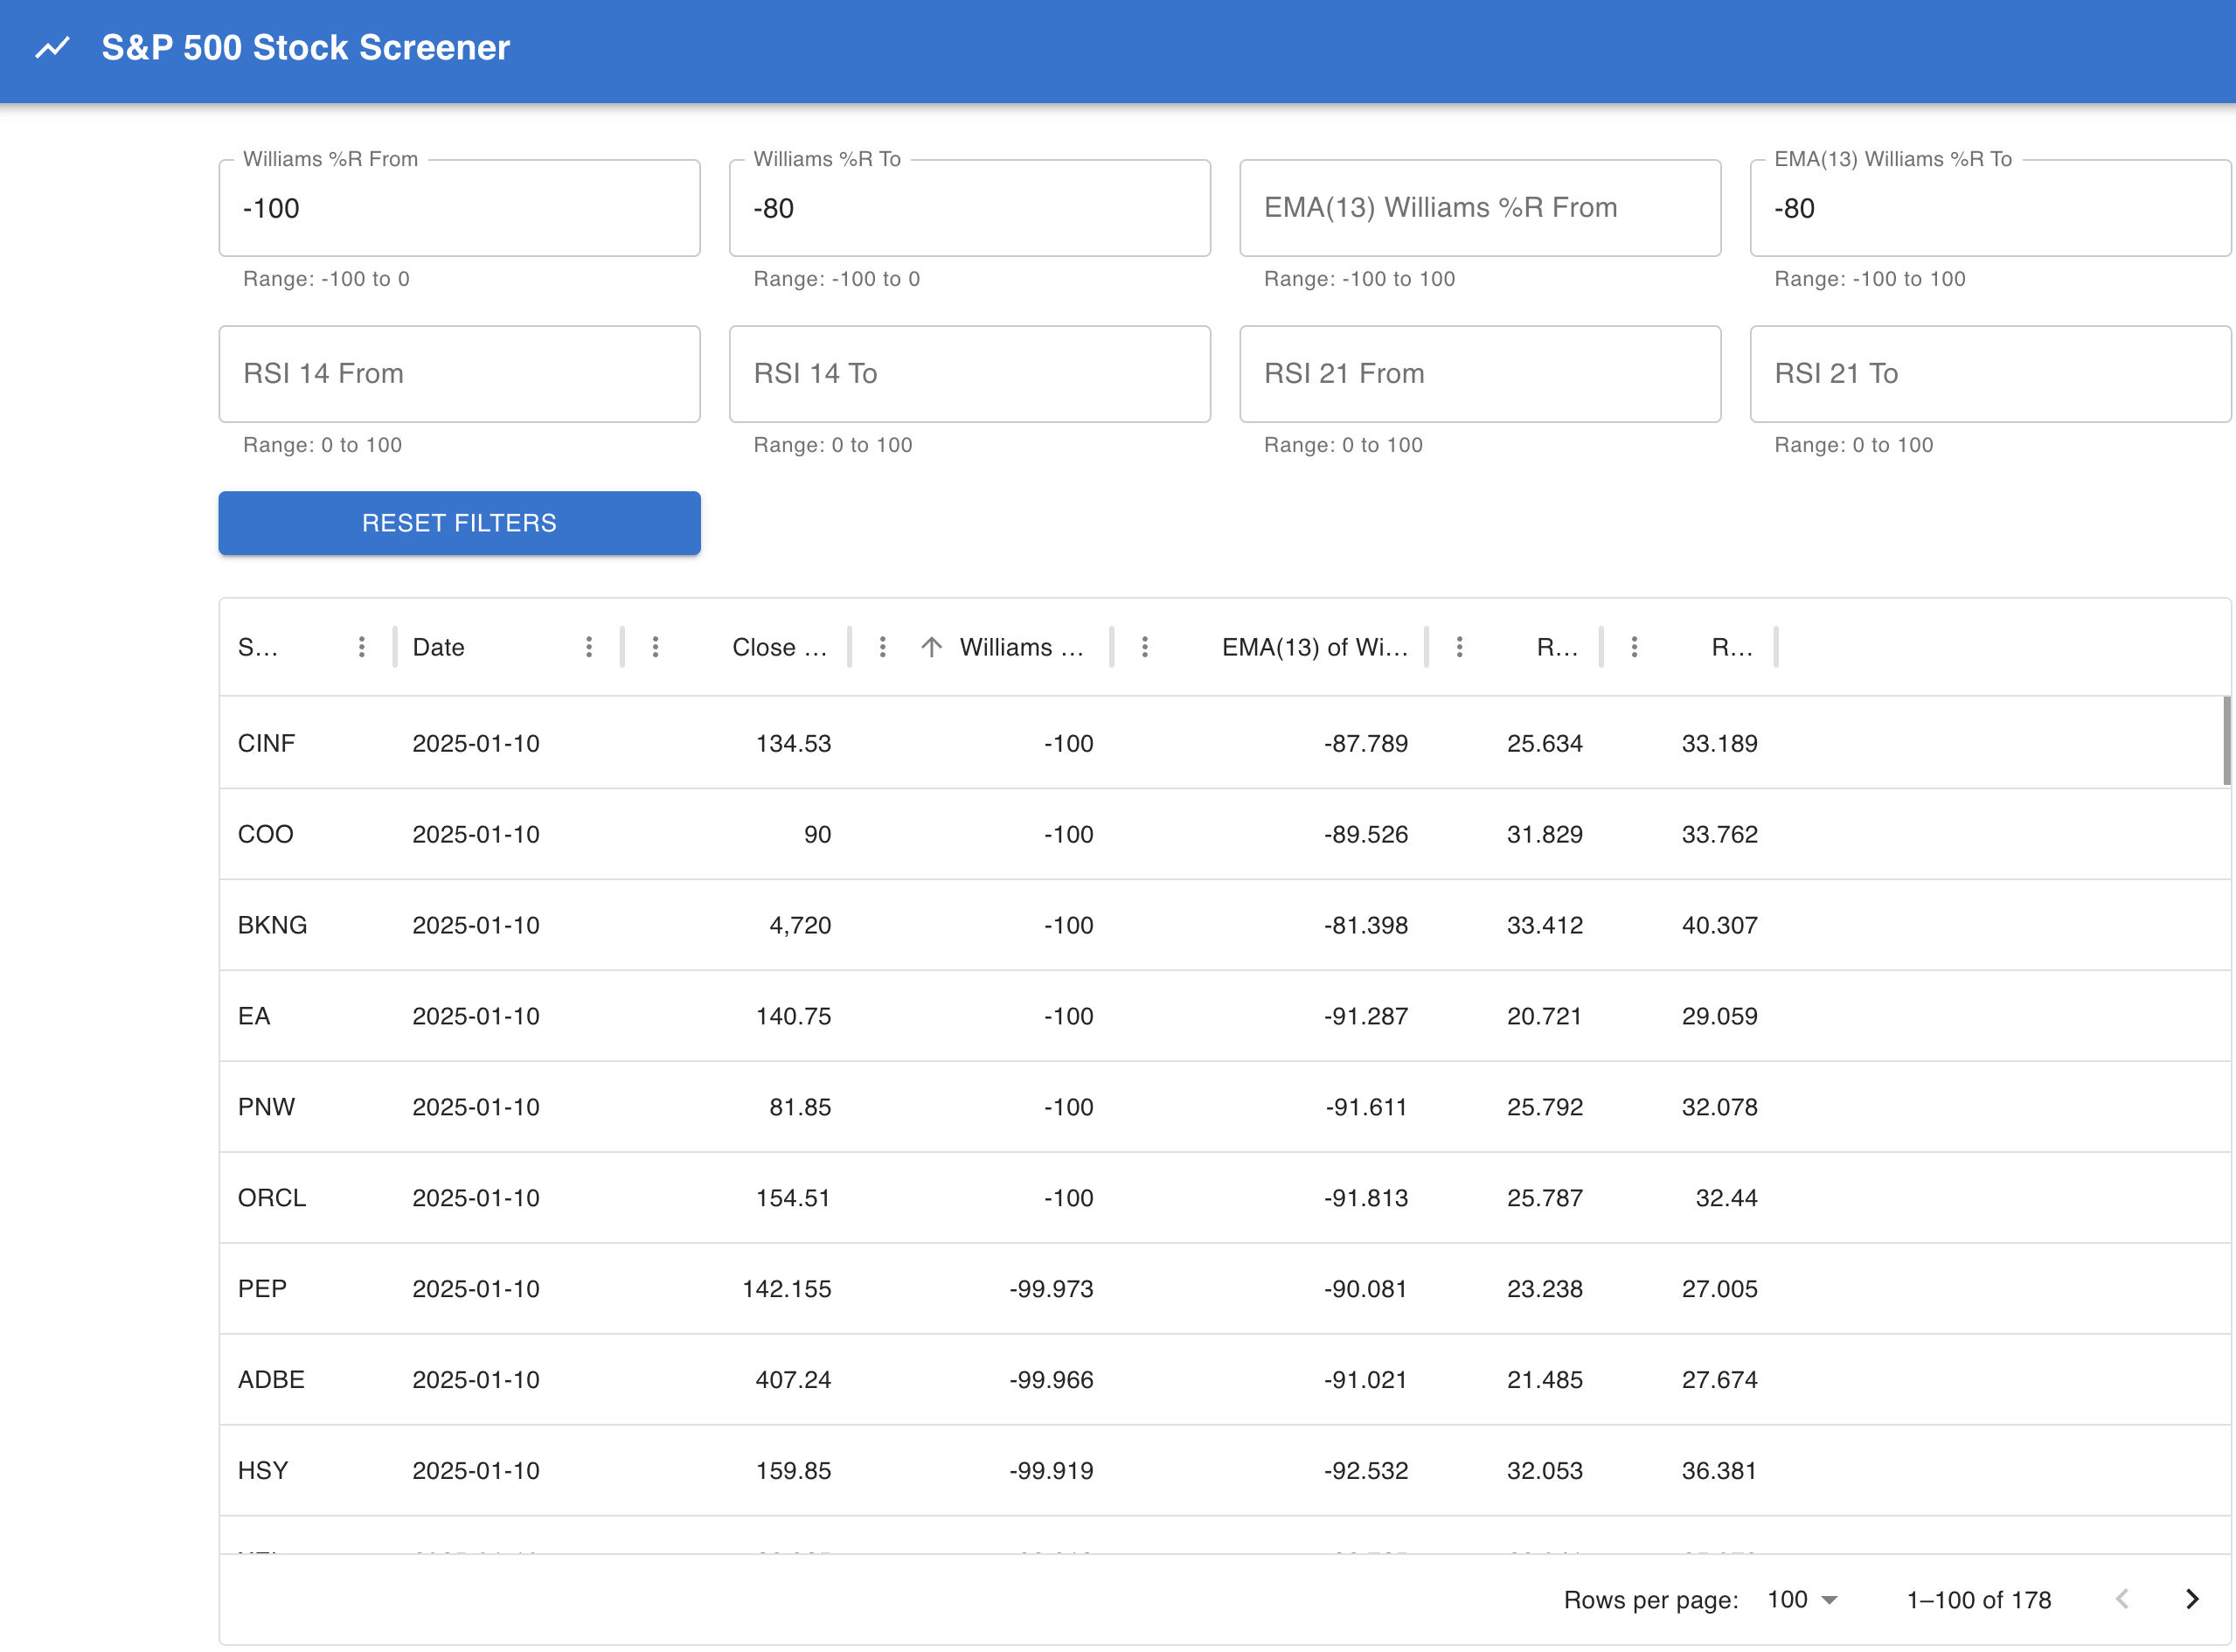 S&P 500 Stock Screener
Williams %R From
Williams %R To
EMA(13) Williams %R To
-100
-80
EMA(13) Williams %R From
-80
Range: -100 to 0
Range: -100 to 0
Range: -100 to 100
Range: -100 to 100
RSI 14 From
RSI 14 To
RSI 21 From
RSI 21 To
Range: 0 to 100
Range: 0 to 100
Range: 0 to 100
Range: 0 to 100
RESET FILTERS
S... Date Close ... Williams ... EMA(13) of Wi... R... R...
CINF 2025-01-10 134.53 -100 -87.789 25.634 33.189
COO 2025-01-10 90 -100 -89.526 31.829 33.762
BKNG 2025-01-10 4,720 -100 -81.398 33.412 40.307
EA 2025-01-10 140.75 -100 -91.287 20.721 29.059
PNW 2025-01-10 81.85 -100 -91.611 25.792 32.078
ORCL 2025-01-10 154.51 -100 -91.813 25.787 32.44
PEP 2025-01-10 142.155 -99.973 -90.081 23.238 27.005
ADBE 2025-01-10 407.24 -99.966 -91.021 21.485 27.674
HSY 2025-01-10 159.85 -99.919 -92.532 32.053 36.381
Rows per page: 100 1–100 of 178